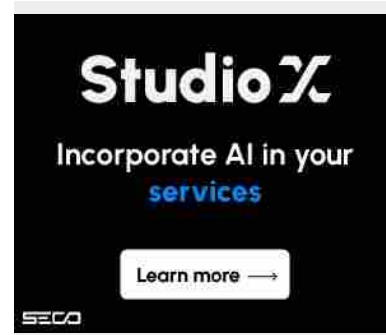 Studio X
Incorporate AI in your
services
Learn more →
SECO